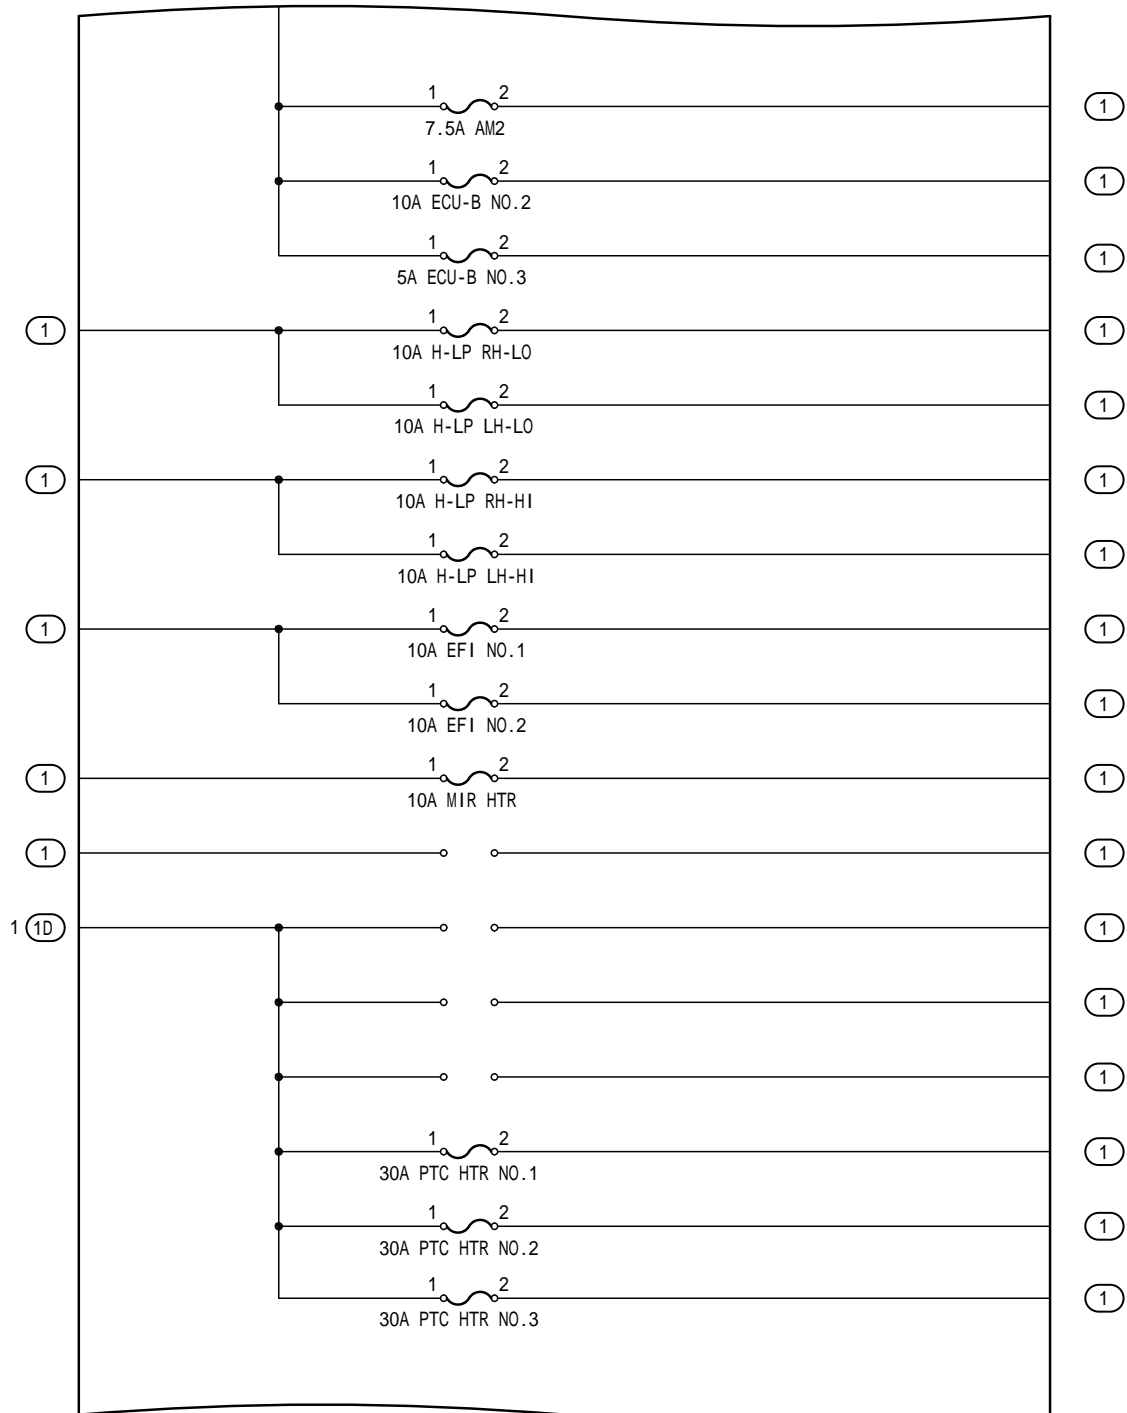 1 2 1
7.5A AM2
1 2 1
10A ECU-B NO.2
1 2 1
5A ECU-B NO.3
1 1 2 1
10A H-LP RH-LO
1 2 1
10A H-LP LH-LO
1 1 2 1
10A H-LP RH-HI
1 2 1
10A H-LP LH-HI
1 1 2 1
10A EFI NO.1
1 2 1
10A EFI NO.2
1 1 2 1
10A MIR HTR
1 1
1 1D 1
1
1
1 2 1
30A PTC HTR NO.1
1 2 1
30A PTC HTR NO.2
1 2 1
30A PTC HTR NO.3